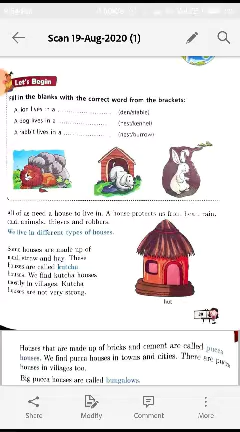 Scan 19-Aug-2020 (1)
Let's Begin
Fill in the blanks with the correct word from the brackets:
A lion lives in a .................... (den/stable)
A dog lives in a .................... (nest/kennel)
A rabbit lives in a .................... (nest/burrow)
All of us need a house to live in. A house protects us from heat, rain,
cold, animals, thieves and robbers.
We live in different types of houses.
Some houses are made up of
mud, straw and hay. These
houses are called kutcha
houses. We find kutcha houses
mostly in villages. Kutcha
houses are not very strong.
hut
Houses that are made up of bricks and cement are called pucca
houses. We find pucca houses in towns and cities. There are pucca
houses in villages too.
Big pucca houses are called bungalows.
Share Modify Comment More